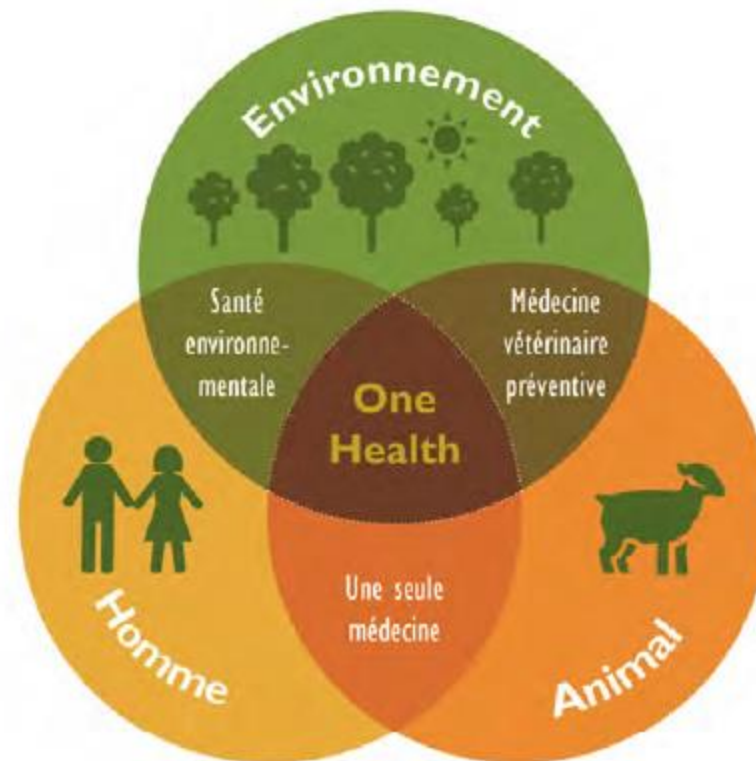 Environnement
Santé
environne-
mentale
Médecine
vétérinaire
préventive
One
Health
Une seule
médecine
Homme
Animal